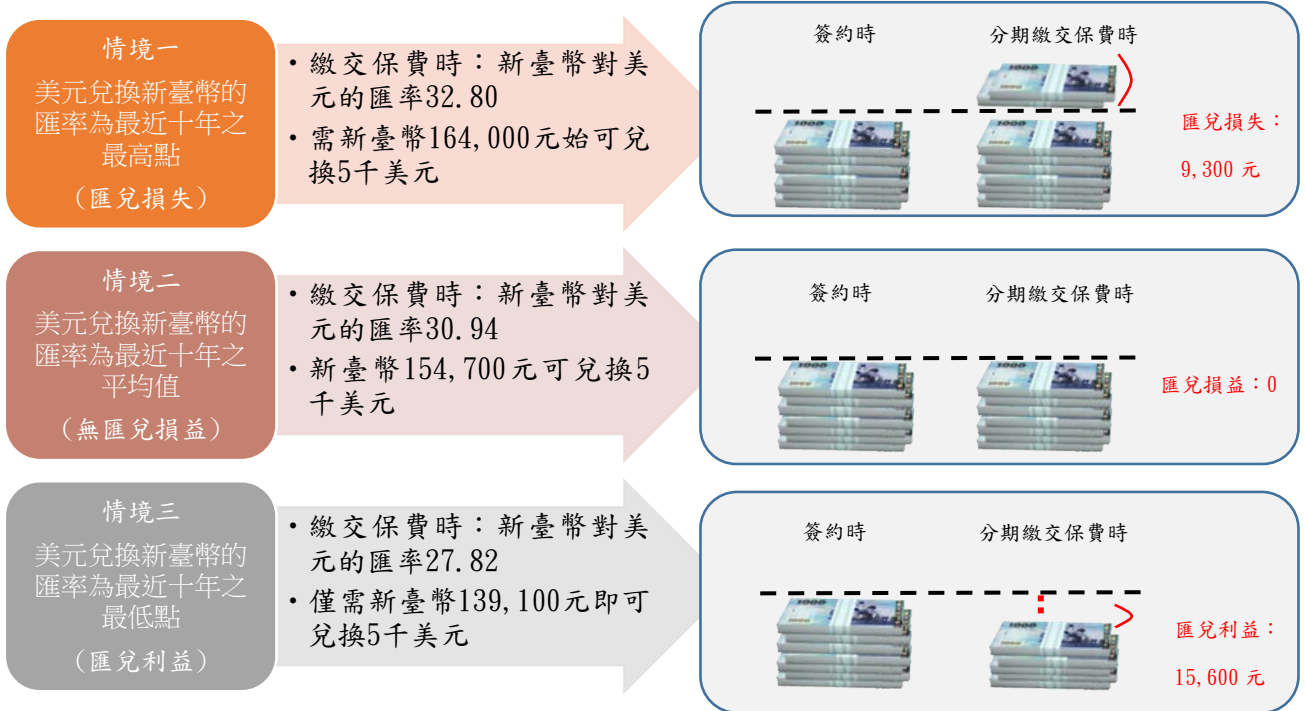 情境一
美元兌換新臺幣的
匯率為最近十年之
最高點
（匯兌損失）
・繳交保費時：新臺幣對美
元的匯率32.80
・需新臺幣164,000元始可兌
換5千美元
簽約時
分期繳交保費時
匯兌損失：
9,300 元
情境二
美元兌換新臺幣的
匯率為最近十年之
平均值
（無匯兌損益）
・繳交保費時：新臺幣對美
元的匯率30.94
・新臺幣154,700元可兌換5
千美元
簽約時
分期繳交保費時
匯兌損益：0
情境三
美元兌換新臺幣的
匯率為最近十年之
最低點
（匯兌利益）
・繳交保費時：新臺幣對美
元的匯率27.82
・僅需新臺幣139,100元即可
兌換5千美元
簽約時
分期繳交保費時
匯兌利益：
15,600 元